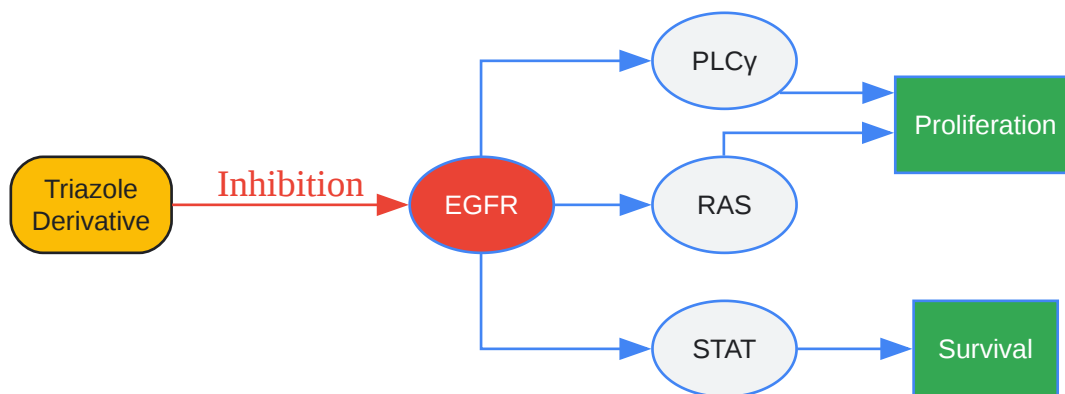 PLCγ
Proliferation
Triazole
Derivative
Inhibition
EGFR
RAS
STAT
Survival